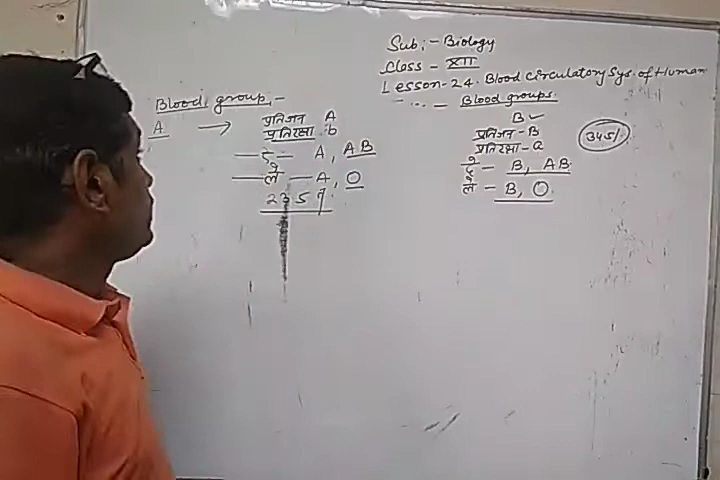 Sub:- Biology
Class - XII
Lesson-24. Blood Circulatory Sys. of Human
- ... - Blood groups.
Blood group:-
A → प्रतिजन A
प्रतिरक्षा :b
— दे — A, AB
— ले — A, O
23.5%
B ✓
प्रतिजन - B
प्रतिरक्षा - a
दे - B, AB
ले - B, O
34.5%